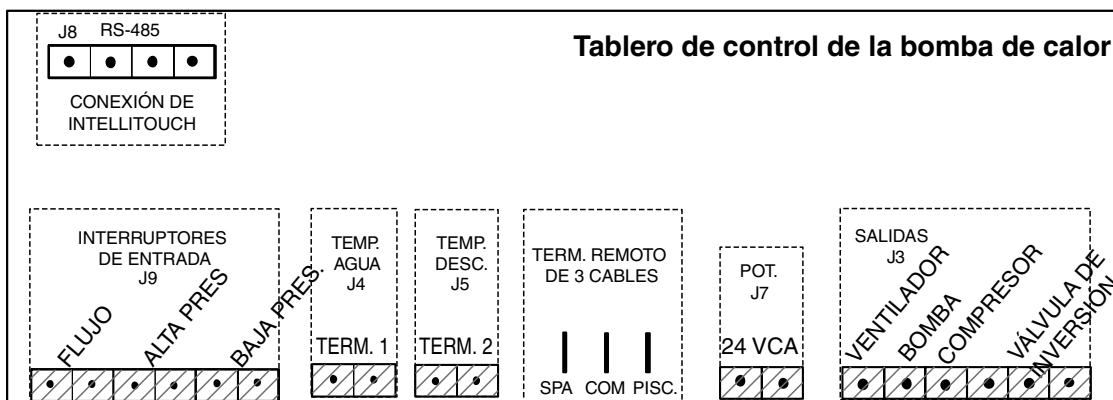 J8 RS-485
CONEXIÓN DE
INTELLITOUCH
Tablero de control de la bomba de calor
INTERRUPTORES
DE ENTRADA
J9
FLUJO
ALTA PRES
BAJA PRES.
TEMP.
AGUA
J4
TERM. 1
TEMP.
DESC.
J5
TERM. 2
TERM. REMOTO
DE 3 CABLES
SPA COM PISC.
POT.
J7
24 VCA
SALIDAS
J3
VENTILADOR
BOMBA
COMPRESOR
VÁLVULA DE
INVERSIÓN